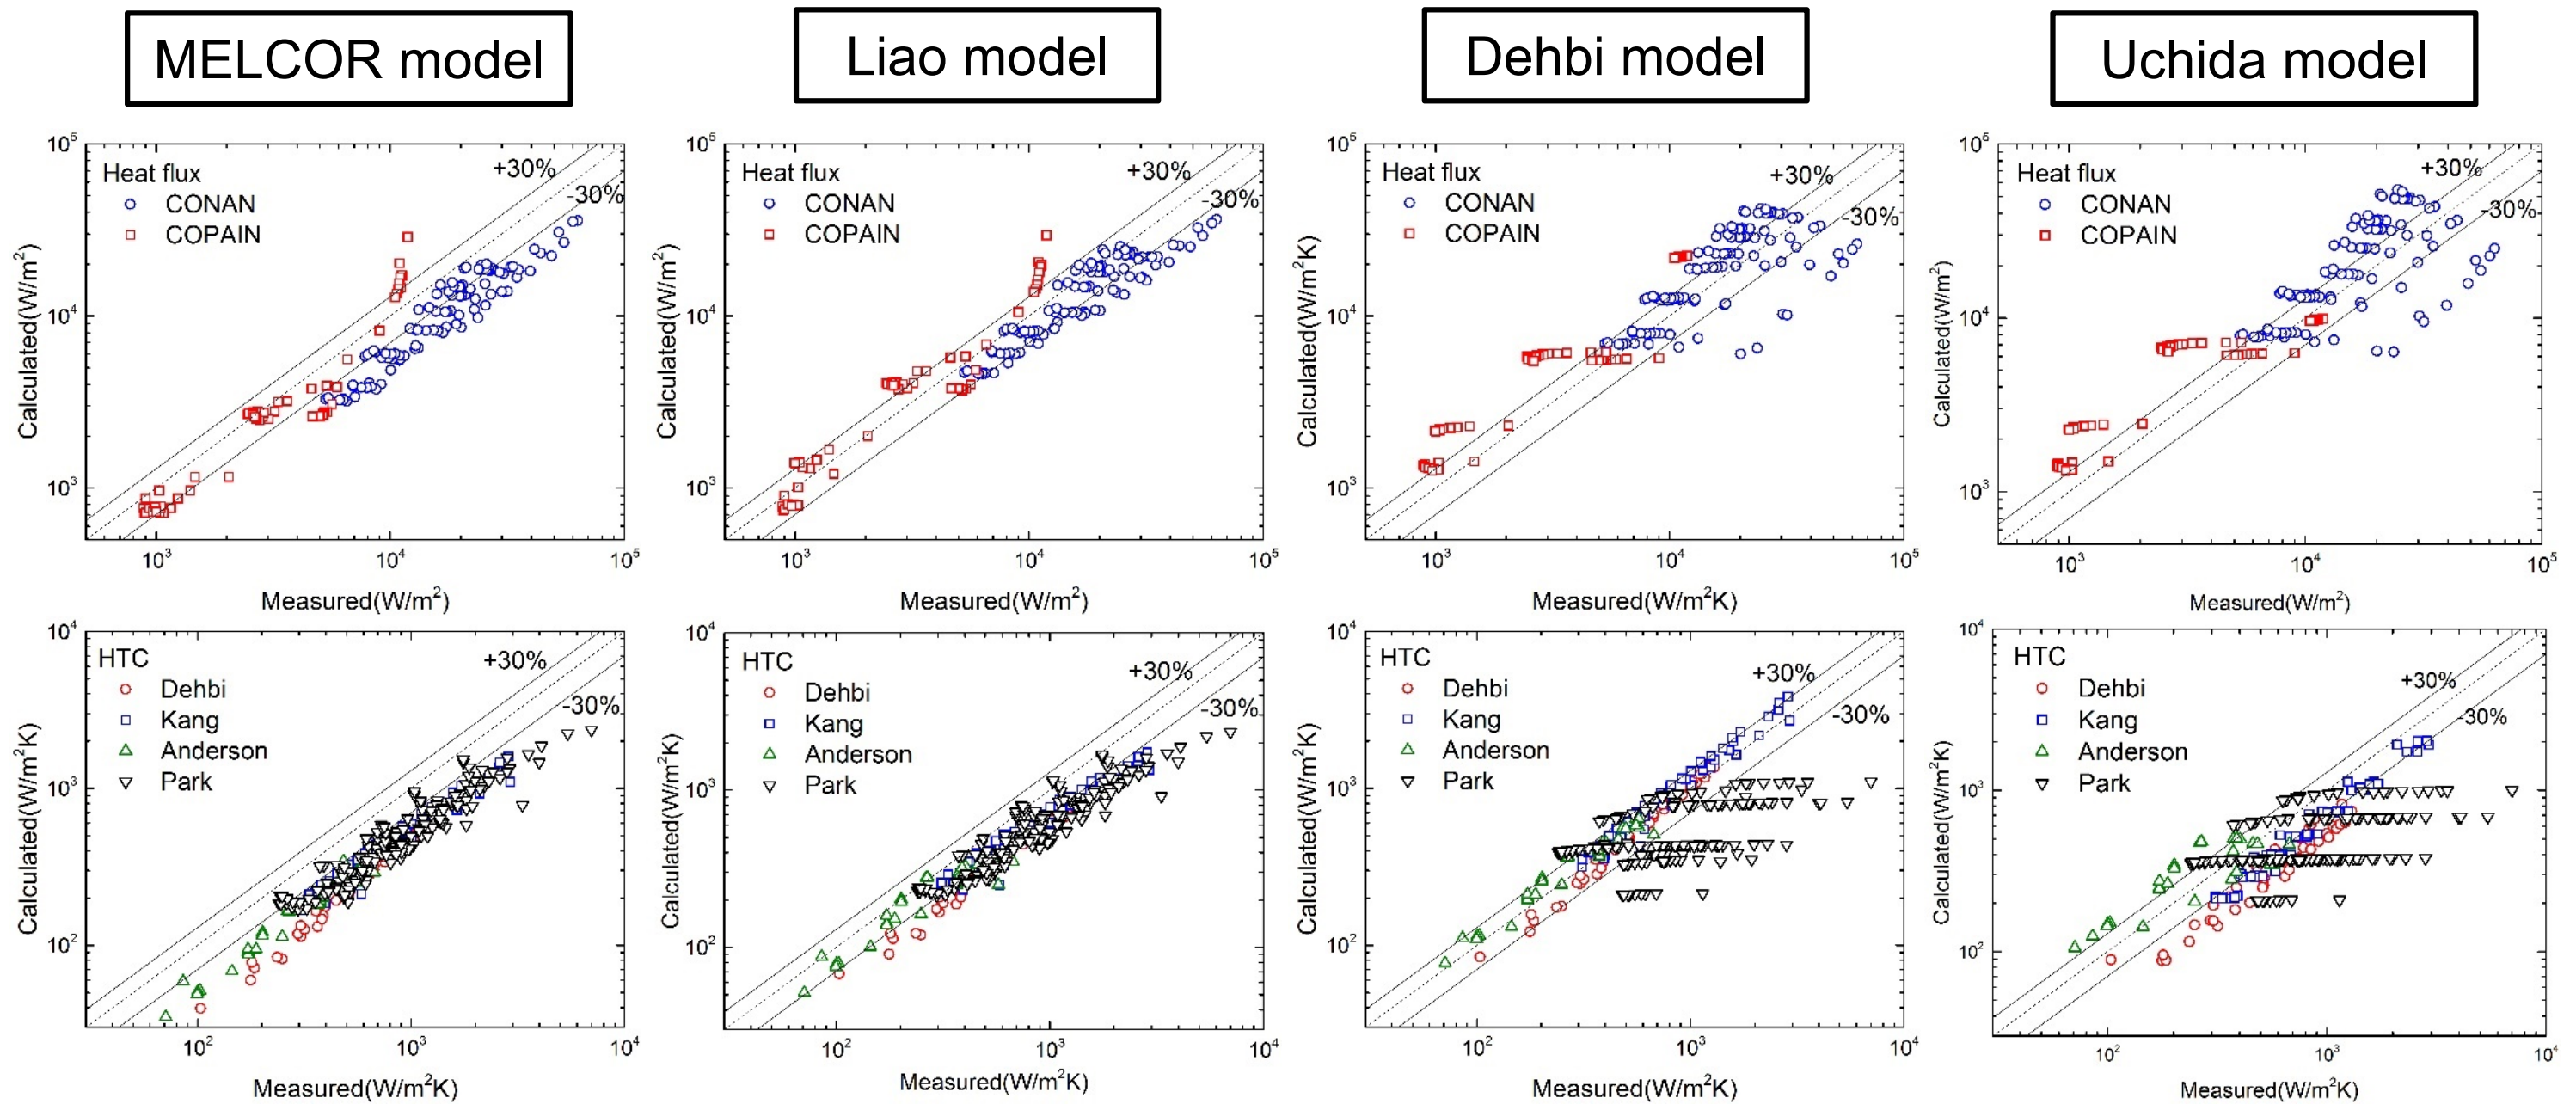 MELCOR model
Liao model
Dehbi model
Uchida model
10⁵
10⁴
10³
Calculated(W/m²)
Heat flux
CONAN
COPAIN
+30%
-30%
10³
10⁴
10⁵
Measured(W/m²)
10⁵
10⁴
10³
Calculated(W/m²)
Heat flux
CONAN
COPAIN
+30%
-30%
10³
10⁴
10⁵
Measured(W/m²)
10⁵
10⁴
10³
Calculated(W/m²K)
Heat flux
CONAN
COPAIN
+30%
-30%
10³
10⁴
10⁵
Measured(W/m²K)
10⁵
10⁴
10³
Calculated(W/m²)
Heat flux
CONAN
COPAIN
+30%
-30%
10³
10⁴
10⁵
Measured(W/m²)
10⁴
10³
10²
Calculated(W/m²K)
HTC
Dehbi
Kang
Anderson
Park
+30%
-30%
10²
10³
10⁴
Measured(W/m²K)
10⁴
10³
10²
Calculated(W/m²K)
HTC
Dehbi
Kang
Anderson
Park
+30%
-30%
10²
10³
10⁴
Measured(W/m²K)
10⁴
10³
10²
Calculated(W/m²K)
HTC
Dehbi
Kang
Anderson
Park
+30%
-30%
10²
10³
10⁴
Measured(W/m²K)
10⁴
10³
10²
Calculated(W/m²K)
HTC
Dehbi
Kang
Anderson
Park
+30%
-30%
10²
10³
10⁴
Measured(W/m²K)